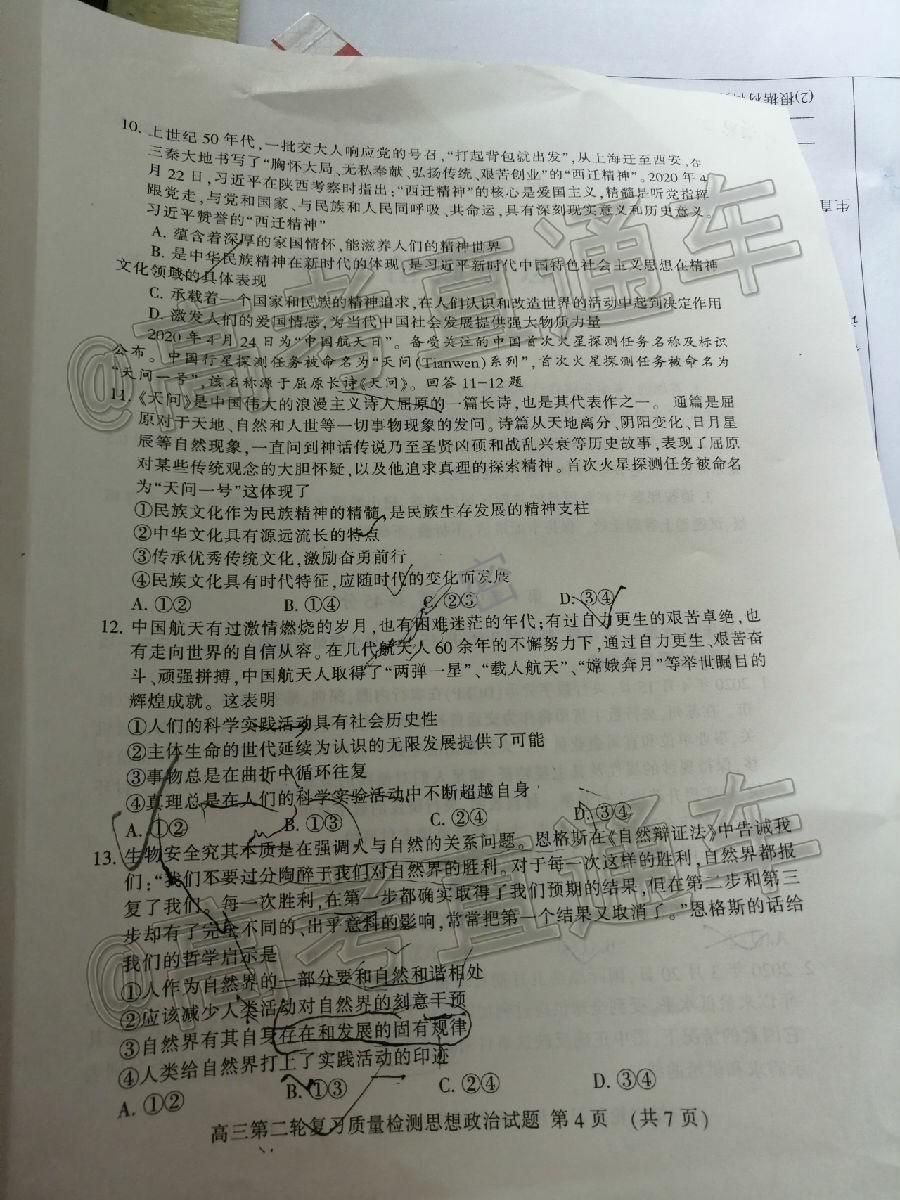 (2)根据材
10. 上世纪50年代，一批交大人响应党的号召，“打起背包就出发”，从上海迁至西安，在
三秦大地书写了“胸怀大局、无私奉献、弘扬传统、艰苦创业”的“西迁精神”。2020年4
月22日，习近平在陕西考察时指出：“西迁精神”的核心是爱国主义，精髓是听党指挥
跟党走，与党和国家、与民族和人民同呼吸、共命运，具有深刻现实意义和历史意义。
习近平赞誉的“西迁精神”
A. 蕴含着深厚的家国情怀，能滋养人们的精神世界
B. 是中华民族精神在新时代的体现，是习近平新时代中国特色社会主义思想在精神
文化领域的具体表现
C. 承载着一个国家和民族的精神追求，在人们认识和改造世界的活动中起到决定作用
D. 激发人们的爱国情感，为当代中国社会发展提供强大物质力量
2020年4月24日为“中国航天日”。备受关注的中国首次火星探测任务名称及标识
公布。中国行星探测任务被命名为“天问(Tianwen)系列”，首次火星探测任务被命名为
“天问一号”，该名称源于屈原长诗《天问》。回答11-12题
11.《天问》是中国伟大的浪漫主义诗人屈原的一篇长诗，也是其代表作之一。 通篇是屈
原对于天地、自然和人世等一切事物现象的发问。诗篇从天地离分、阴阳变化、日月星
辰等自然现象，一直问到神话传说乃至圣贤凶顽和战乱兴衰等历史故事，表现了屈原
对某些传统观念的大胆怀疑，以及他追求真理的探索精神。首次火星探测任务被命名
为“天问一号”这体现了
①民族文化作为民族精神的精髓，是民族生存发展的精神支柱
②中华文化具有源远流长的特点
③传承优秀传统文化，激励奋勇前行
④民族文化具有时代特征，应随时代的变化而发展
A. ①② B. ①④ C. ②③ D. ③④
密
12. 中国航天有过激情燃烧的岁月，也有困难迷茫的年代；有过自力更生的艰苦卓绝，也
有走向世界的自信从容。在几代航天人60余年的不懈努力下，通过自力更生、艰苦奋
斗、顽强拼搏，中国航天人取得了“两弹一星”、“载人航天”、“嫦娥奔月”等举世瞩目的
辉煌成就。这表明
①人们的科学实践活动具有社会历史性
②主体生命的世代延续为认识的无限发展提供了可能
③事物总是在曲折中循环往复
④真理总是在人们的科学实验活动中不断超越自身
A. ①② B. ①③ C. ②④ D. ③④
13. 生物安全究其本质是在强调人与自然的关系问题。恩格斯在《自然辩证法》中告诫我
们：“我们不要过分陶醉于我们对自然界的胜利。对于每一次这样的胜利，自然界都报
复了我们。每一次胜利，在第一步都确实取得了我们预期的结果，但在第二步和第三
步却有了完全不同的、出乎意料的影响，常常把第一个结果又取消了。”恩格斯的话给
我们的哲学启示是
①人作为自然界的一部分要和自然和谐相处
②应该减少人类活动对自然界的刻意干预
③自然界有其自身存在和发展的固有规律
④人类给自然界打上了实践活动的印迹
A. ①② B. ①③ C. ②④ D. ③④
高三第二轮复习质量检测思想政治试题 第4页 (共7页)
@高考直通车
@高考直通车